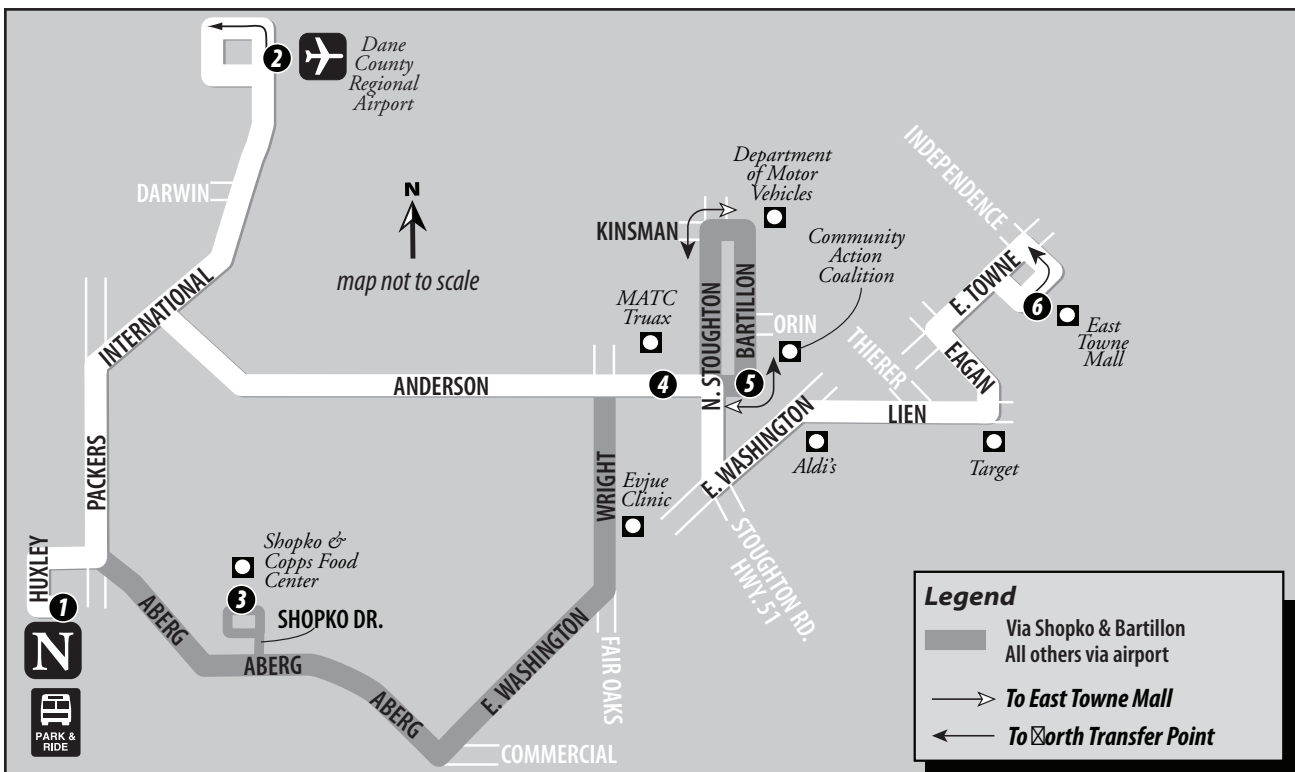 2
Dane
County
Regional
Airport
DARWIN
N
map not to scale
KINSMAN
Department
of Motor
Vehicles
Community
Action
Coalition
INDEPENDENCE
E. TOWNE
6
East
Towne
Mall
INTERNATIONAL
MATC
Truax
N. STOUGHTON
BARTILLON
ORIN
THIERER
EAGAN
ANDERSON
4
5
LIEN
PACKERS
E. WASHINGTON
Aldi's
Target
WRIGHT
Evjue
Clinic
STOUGHTON RD.
HWY. 51
HUXLEY
1
N
PARK &
RIDE
Shopko &
Copps Food
Center
3
SHOPKO DR.
ABERG
ABERG
ABERG
E. WASHINGTON
FAIR OAKS
COMMERCIAL
Legend
Via Shopko & Bartillon
All others via airport
To East Towne Mall
To orth Transfer Point